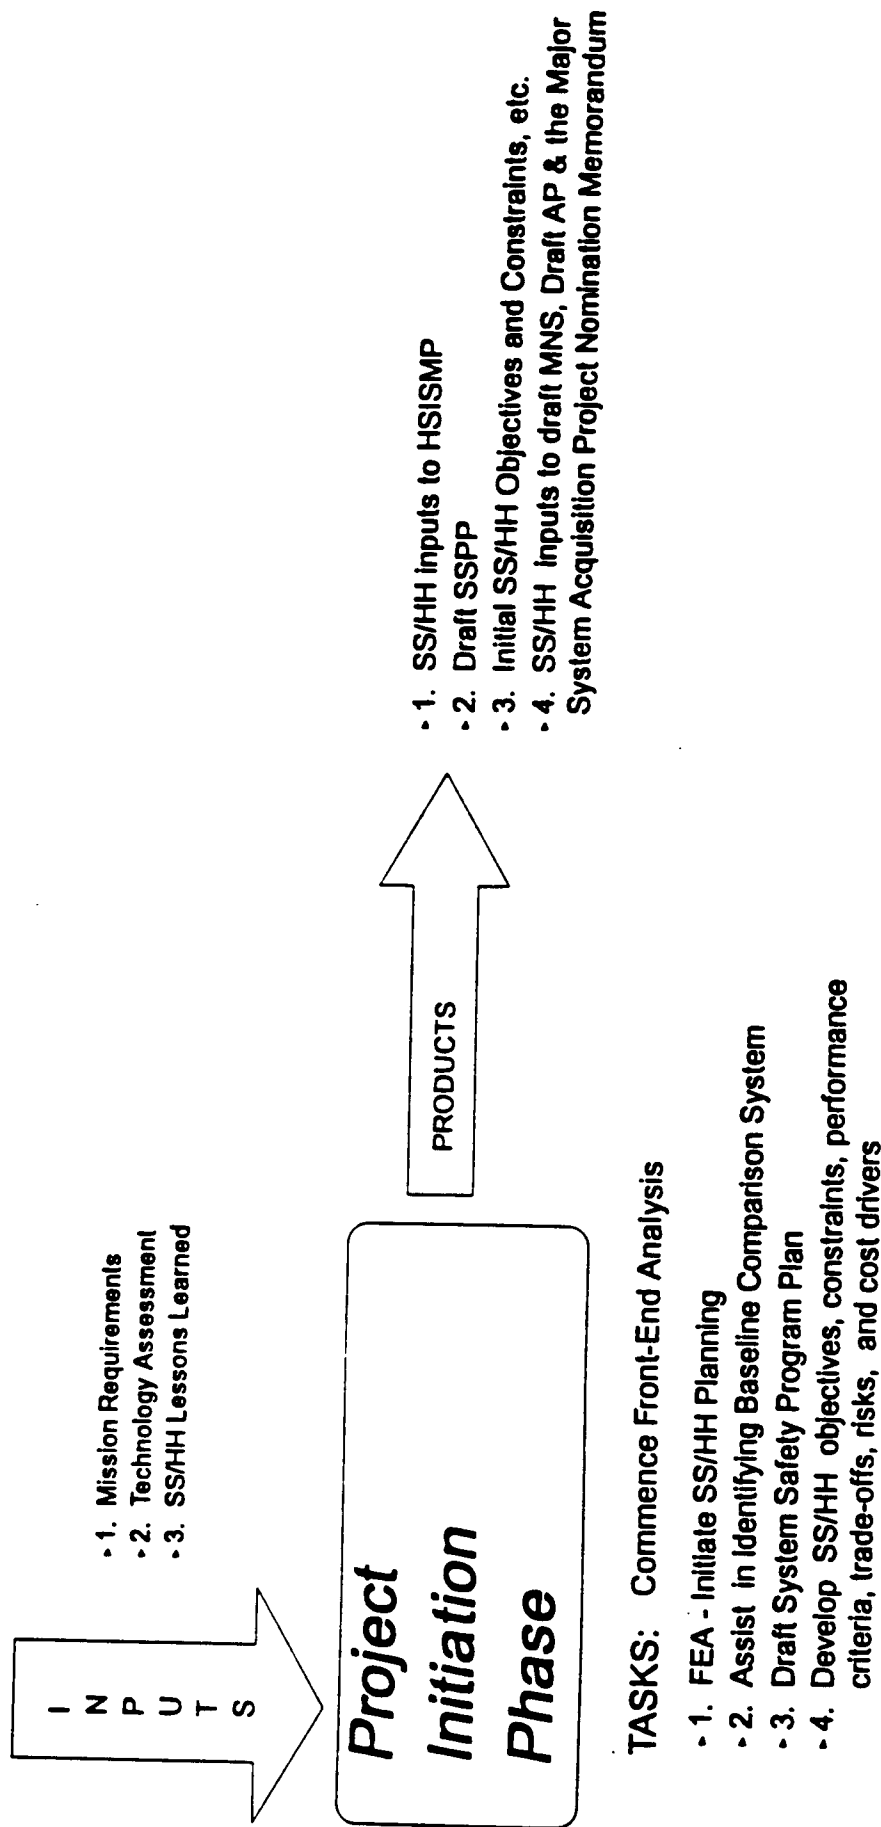 INPUTS
1. Mission Requirements
2. Technology Assessment
3. SS/HH Lessons Learned
Project
Initiation
Phase
PRODUCTS
1. SS/HH inputs to HSISMP
2. Draft SSPP
3. Initial SS/HH Objectives and Constraints, etc.
4. SS/HH inputs to draft MNS, Draft AP & the Major
System Acquisition Project Nomination Memorandum
TASKS: Commence Front-End Analysis
1. FEA - Initiate SS/HH Planning
2. Assist in Identifying Baseline Comparison System
3. Draft System Safety Program Plan
4. Develop SS/HH objectives, constraints, performance
criteria, trade-offs, risks, and cost drivers